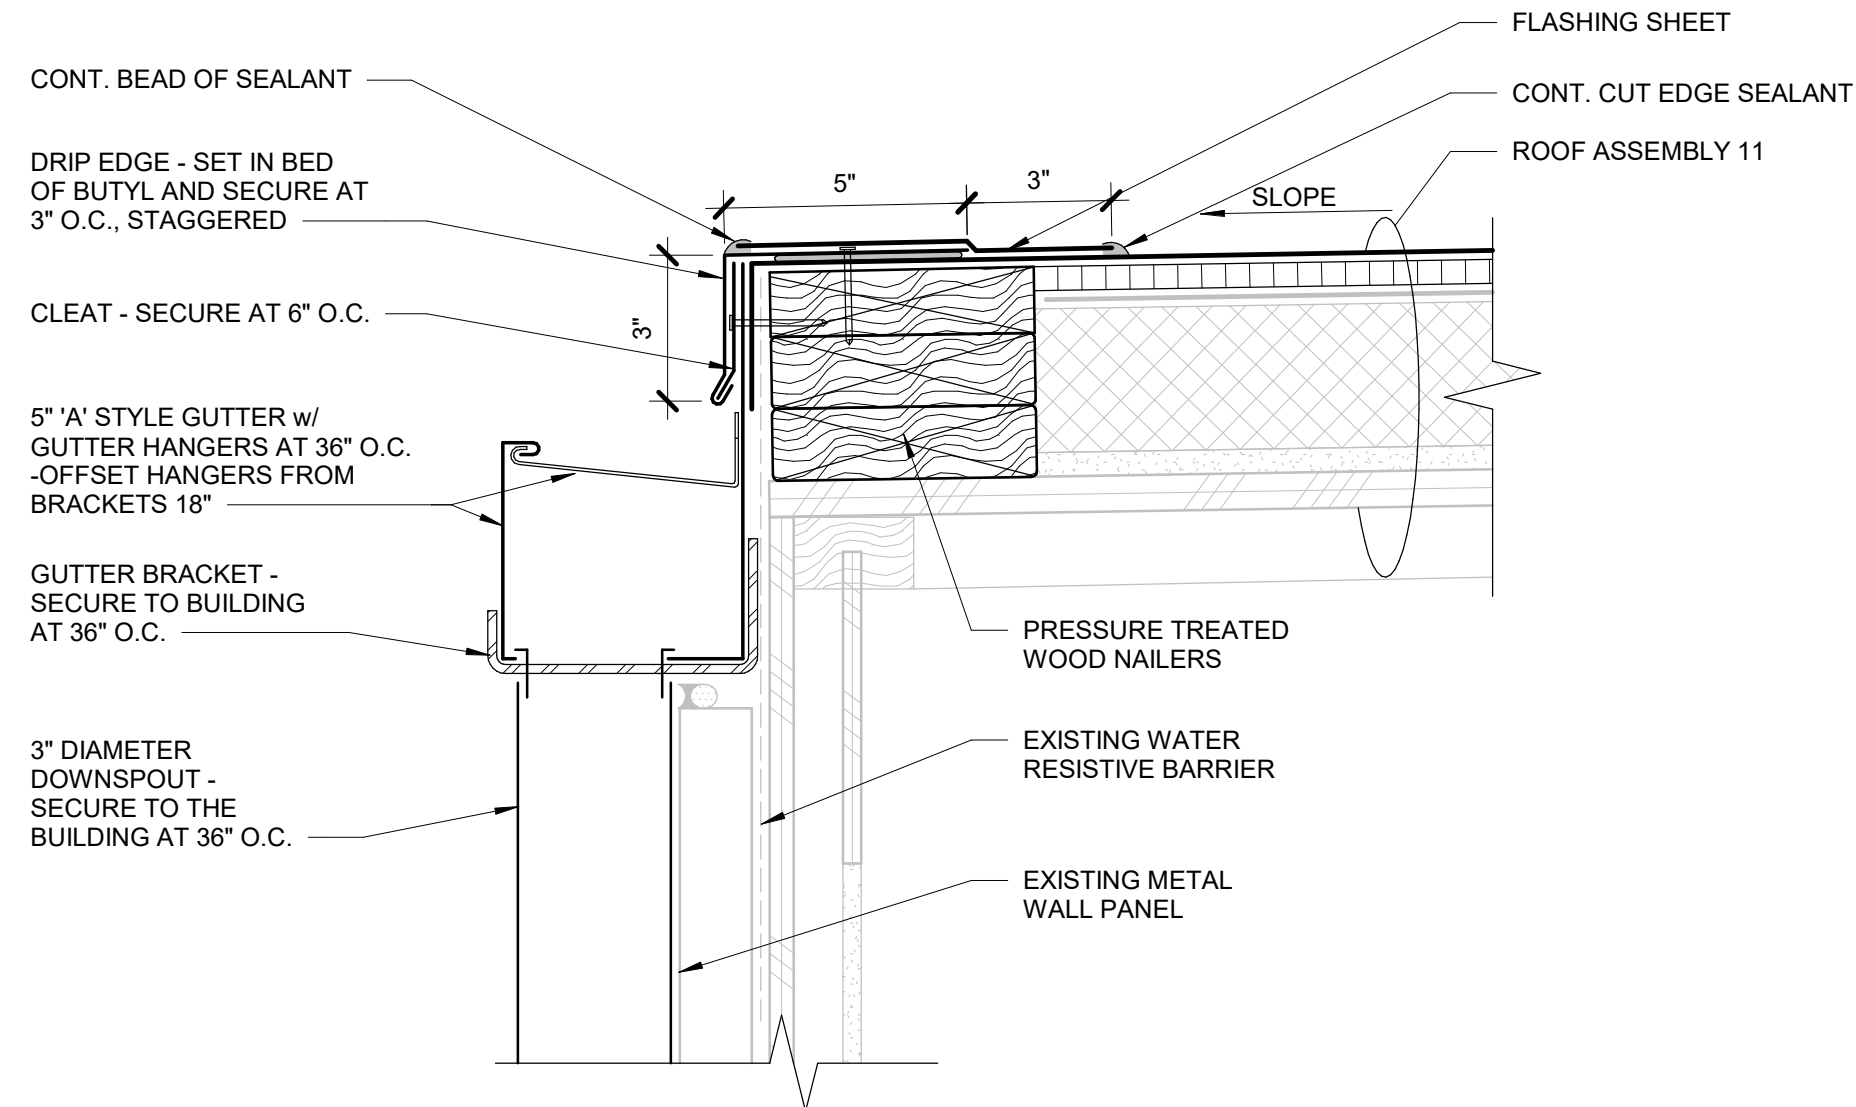 FLASHING SHEET
CONT. BEAD OF SEALANT
CONT. CUT EDGE SEALANT
DRIP EDGE - SET IN BED
OF BUTYL AND SECURE AT
3" O.C., STAGGERED
ROOF ASSEMBLY 11
5"
3"
SLOPE
CLEAT - SECURE AT 6" O.C.
3"
5" 'A' STYLE GUTTER w/
GUTTER HANGERS AT 36" O.C.
-OFFSET HANGERS FROM
BRACKETS 18"
GUTTER BRACKET -
SECURE TO BUILDING
AT 36" O.C.
PRESSURE TREATED
WOOD NAILERS
3" DIAMETER
DOWNSPOUT -
SECURE TO THE
BUILDING AT 36" O.C.
EXISTING WATER
RESISTIVE BARRIER
EXISTING METAL
WALL PANEL